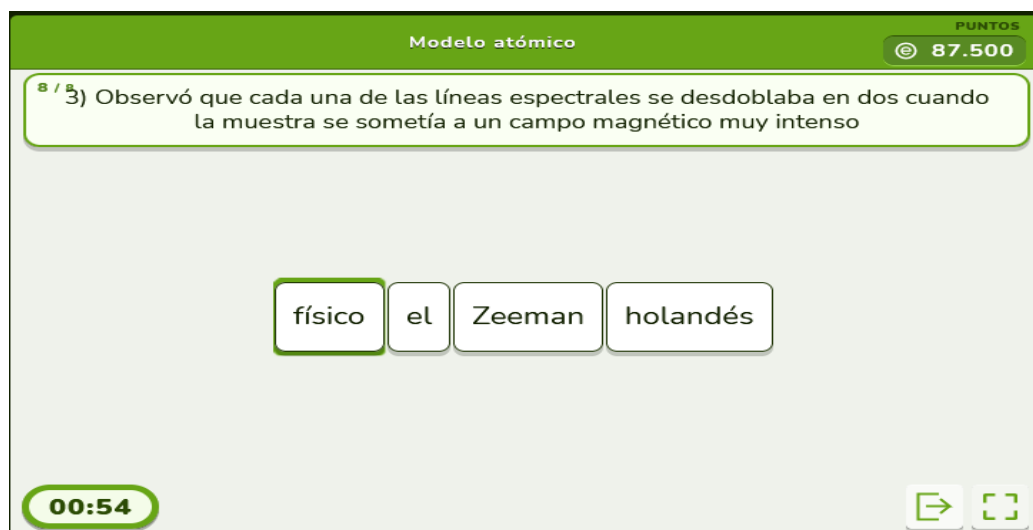 PUNTOS
Modelo atómico
87.500
8 / 8
3) Observó que cada una de las líneas espectrales se desdoblaba en dos cuando
la muestra se sometía a un campo magnético muy intenso
físico el Zeeman holandés
00:54